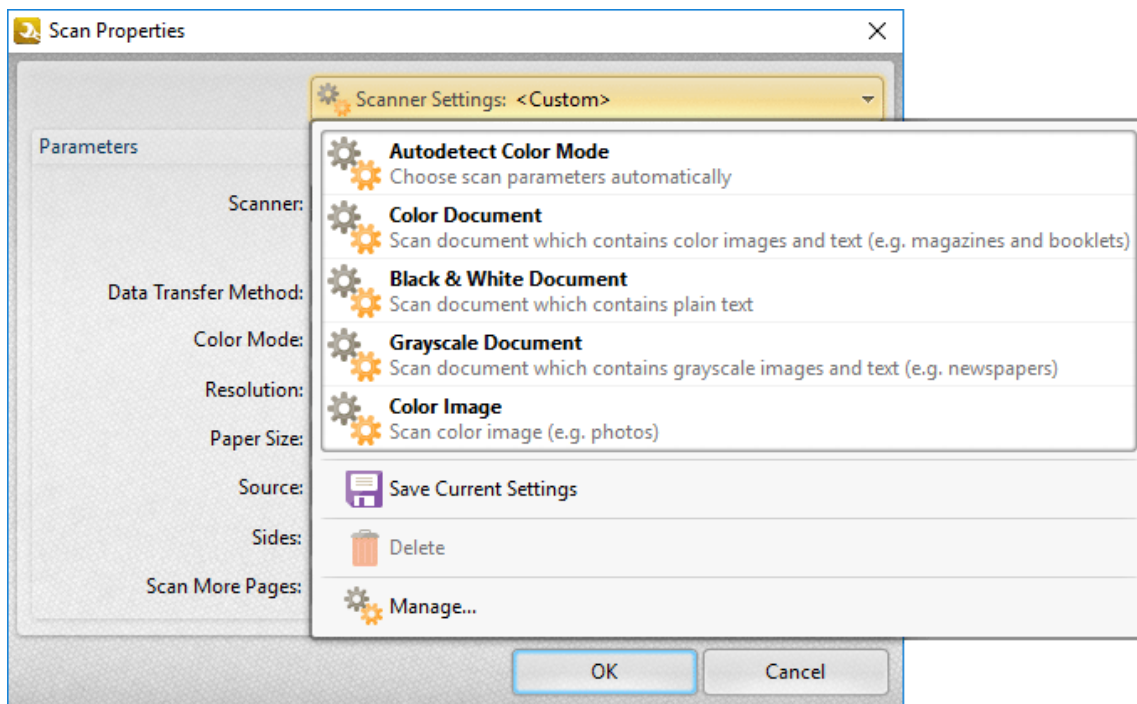 Scan Properties
Scanner Settings: <Custom>
Parameters
Autodetect Color Mode
Choose scan parameters automatically
Scanner:
Color Document
Scan document which contains color images and text (e.g. magazines and booklets)
Black & White Document
Data Transfer Method:
Scan document which contains plain text
Color Mode:
Grayscale Document
Scan document which contains grayscale images and text (e.g. newspapers)
Resolution:
Color Image
Scan color image (e.g. photos)
Paper Size:
Source:
Save Current Settings
Sides:
Delete
Scan More Pages:
Manage...
OK
Cancel